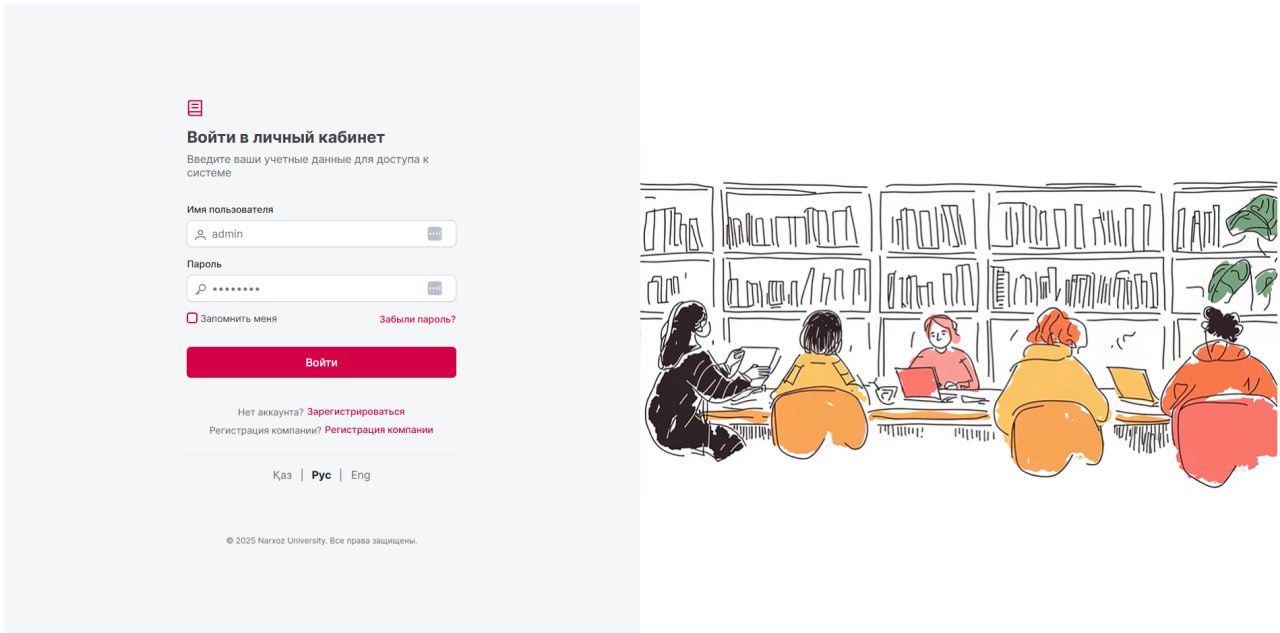 Войти в личный кабинет
Введите ваши учетные данные для доступа к
системе
Имя пользователя
admin
Пароль
••••••••
Запомнить меня Забыли пароль?
Войти
Нет аккаунта? Зарегистрироваться
Регистрация компании? Регистрация компании
Қаз | Рус | Eng
© 2025 Narxoz University. Все права защищены.